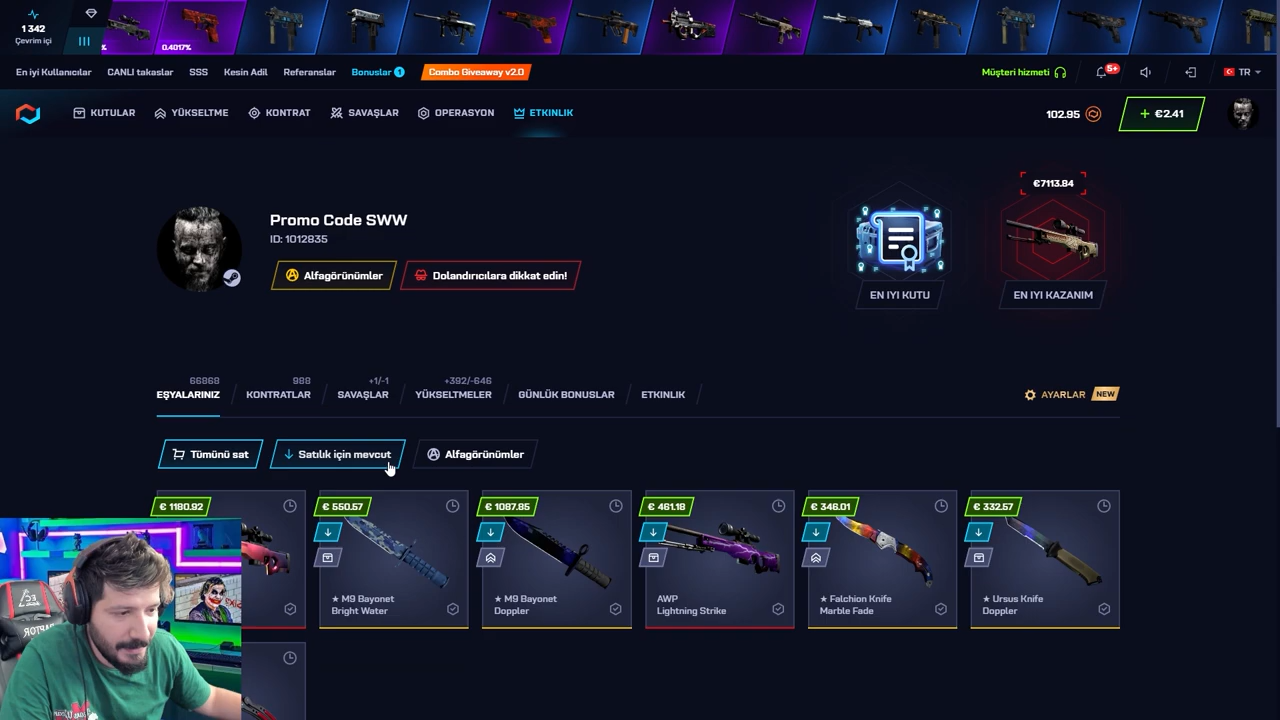 1 342
Çevrim içi
0.4017%
En iyi Kullanıcılar CANLI takaslar SSS Kesin Adil Referanslar Bonuslar 1 Combo Giveaway v2.0 Müşteri hizmeti 5+ TR
KUTULAR YÜKSELTME KONTRAT SAVAŞLAR OPERASYON ETKINLIK 102.95 + €2.41
€7113.84
Promo Code SWW
ID: 1012835
Alfagörünümler Dolandırıcılara dikkat edin!
EN IYI KUTU EN IYI KAZANIM
66868 988 +1/-1 +392/-646
EŞYALARINIZ KONTRATLAR SAVAŞLAR YÜKSELTMELER GÜNLÜK BONUSLAR ETKINLIK AYARLAR NEW
Tümünü sat Satılık için mevcut Alfagörünümler
€ 1180.92 € 550.57 € 1087.85 € 461.18 € 346.01 € 332.57
★ M9 Bayonet ★ M9 Bayonet AWP ★ Falchion Knife ★ Ursus Knife
Bright Water Doppler Lightning Strike Marble Fade Doppler